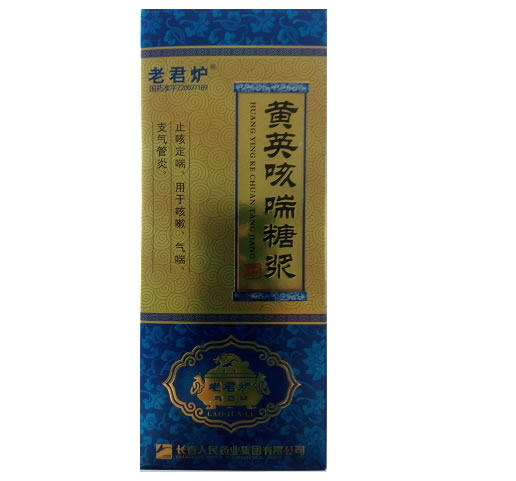 老君炉®
国药准字Z20027189
黄英咳喘糖浆
HUANG YING KE CHUAN TANG JIANG
止咳定喘。用于咳嗽、气喘、
支气管炎。
老君炉
LAO JUN LU
长春人民药业集团有限公司